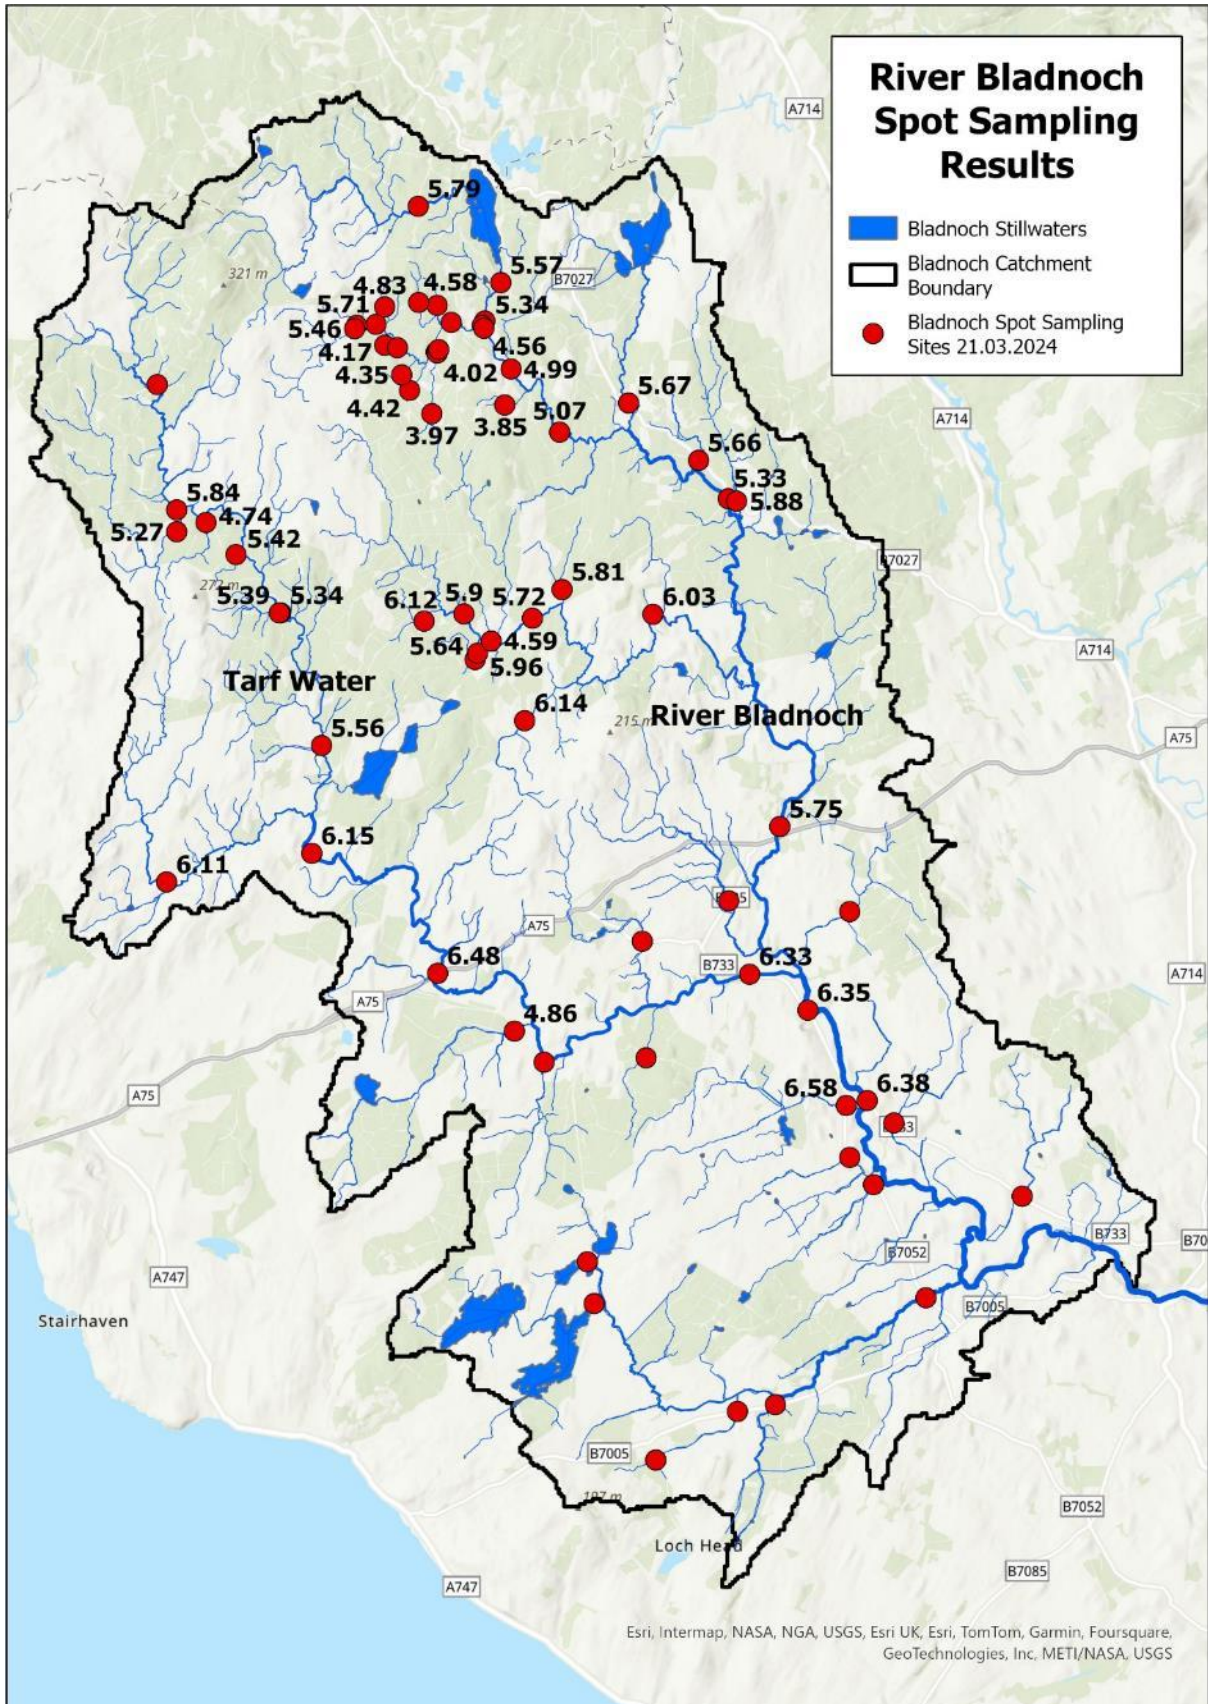 River Bladnoch
Spot Sampling
Results
Bladnoch Stillwaters
Bladnoch Catchment
Boundary
Bladnoch Spot Sampling
Sites 21.03.2024
A714
5.79
321 m
5.57
B7027
4.83
4.58
5.71
5.34
5.46
4.17
4.56
4.02
4.99
4.35
5.67
4.42
3.85
5.07
A714
3.97
5.66
5.33
5.84
5.88
4.74
5.27
5.42
B7027
5.81
272 m
5.39
5.34
6.12
5.9
5.72
6.03
5.64
4.59
A714
5.96
Tarf Water
6.14
215 m
River Bladnoch
5.56
A75
5.75
6.15
6.11
A75
6.48
B733
6.33
A714
A75
6.35
4.86
A75
6.58
6.38
B733
B7052
B733
A747
B7005
Stairhaven
B7005
197 m
B7052
Loch Head
B7085
A747
Esri, Intermap, NASA, NGA, USGS, Esri UK, Esri, TomTom, Garmin, Foursquare,
GeoTechnologies, Inc, METI/NASA, USGS